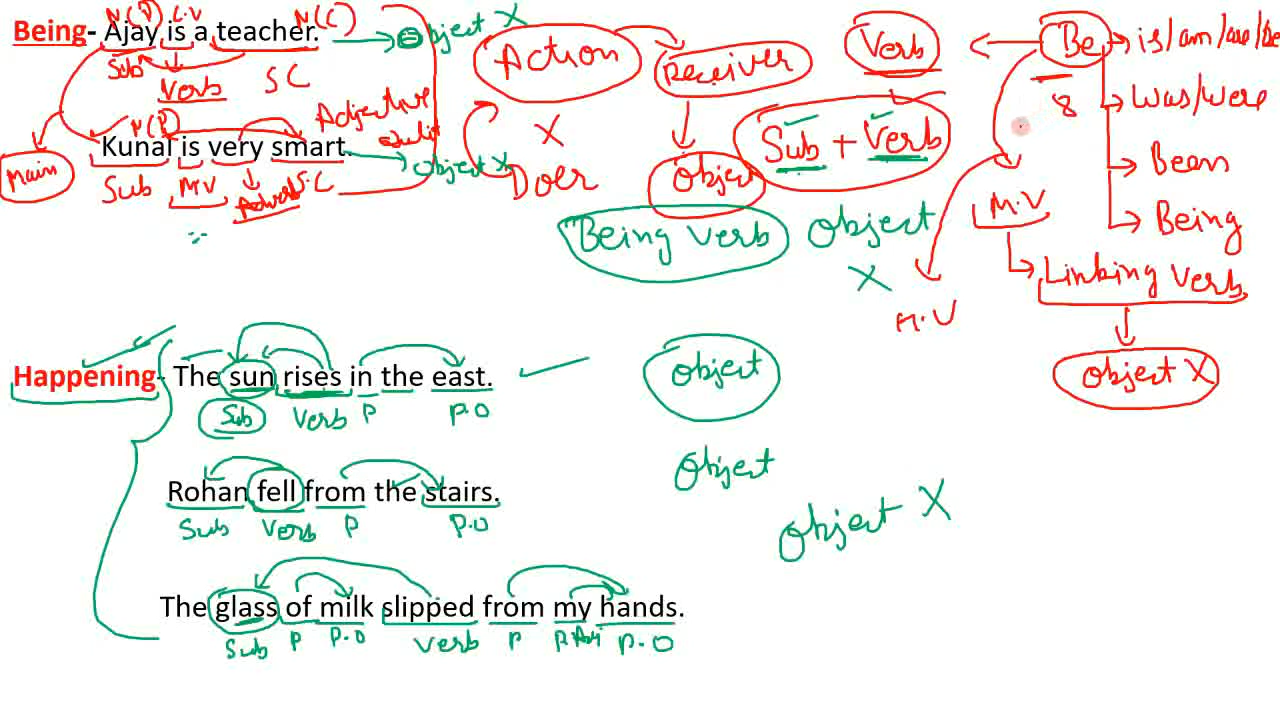 N(P) L.V N(C)
Being- Ajay is a teacher. Object X
Sub Verb SC
Action Receiver Verb Be is/am/are/
was/were
8
Been
Being
N(P) Adjective
Kunal is very smart Object X
Main Sub M.V Adverb S.C
X Doer Object Sub + Verb
Being Verb Object X
M.V
Linking Verb
M.V
Object X
Happening- The sun rises in the east. Object
Sub Verb P P.O
Object
Rohan fell from the stairs.
Sub Verb P P.O
Object X
The glass of milk slipped from my hands.
Sub P P.O Verb P P.Adj P.O